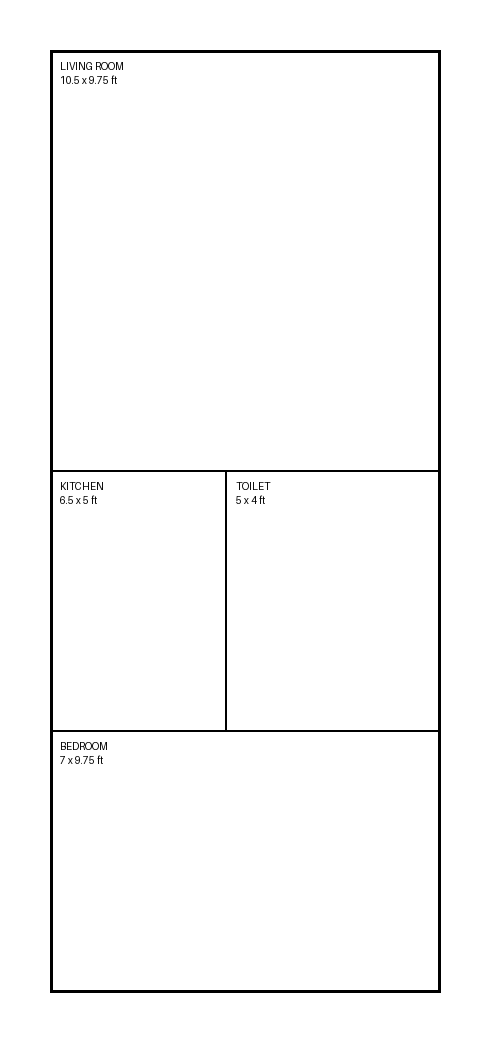 LIVING ROOM
10.5 x 9.75 ft
KITCHEN
6.5 x 5 ft
TOILET
5 x 4 ft
BEDROOM
7 x 9.75 ft